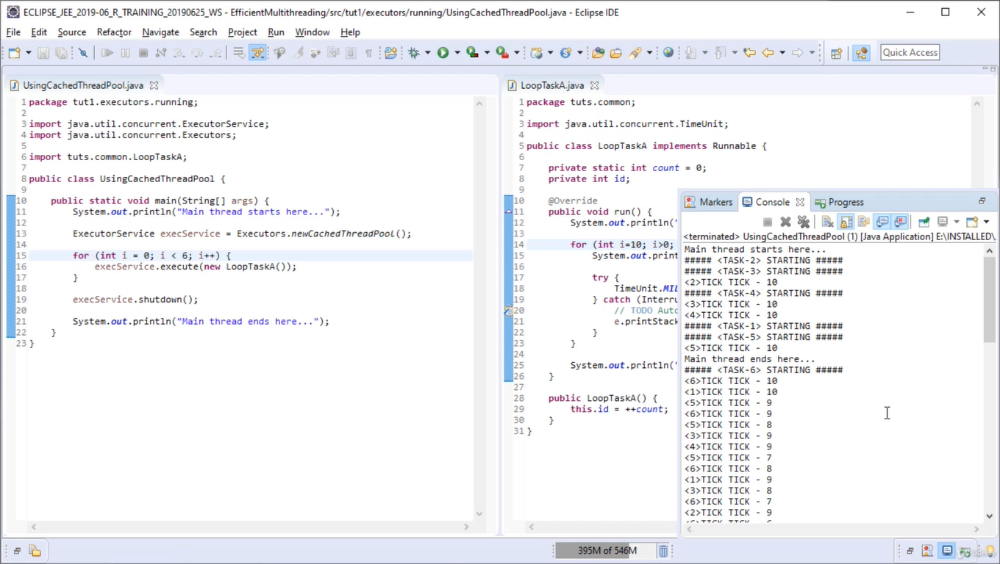 ECLIPSE_JEE_2019-06_R_TRAINING_20190625_WS - EfficientMultithreading/src/tut1/executors/running/UsingCachedThreadPool.java - Eclipse IDE
File Edit Source Refactor Navigate Search Project Run Window Help
Quick Access
UsingCachedThreadPool.java
1 package tut1.executors.running;
2
3 import java.util.concurrent.ExecutorService;
4 import java.util.concurrent.Executors;
5
6 import tuts.common.LoopTaskA;
7
8 public class UsingCachedThreadPool {
9
10 public static void main(String[] args) {
11 System.out.println("Main thread starts here...");
12
13 ExecutorService execService = Executors.newCachedThreadPool();
14
15 for (int i = 0; i < 6; i++) {
16 execService.execute(new LoopTaskA());
17 }
18
19 execService.shutdown();
20
21 System.out.println("Main thread ends here...");
22 }
23 }
LoopTaskA.java
1 package tuts.common;
2
3 import java.util.concurrent.TimeUnit;
4
5 public class LoopTaskA implements Runnable {
6
7 private static int count = 0;
8 private int id;
9
10 @Override
11 public void run() {
12 System.out.println("
13
14 for (int i=10; i>0;
15 System.out.print
16
17 try {
18 TimeUnit.MIL
19 } catch (Interru
20 // TODO Auto
21 e.printStack
22 }
23 }
24
25 System.out.println("
26 }
27
28 public LoopTaskA() {
29 this.id = ++count;
30 }
31 }
Markers Console Progress
<terminated> UsingCachedThreadPool (1) [Java Application] E:\INSTALLED\
Main thread starts here...
##### <TASK-2> STARTING #####
##### <TASK-3> STARTING #####
<2>TICK TICK - 10
##### <TASK-4> STARTING #####
<3>TICK TICK - 10
<4>TICK TICK - 10
##### <TASK-1> STARTING #####
##### <TASK-5> STARTING #####
<5>TICK TICK - 10
Main thread ends here...
##### <TASK-6> STARTING #####
<6>TICK TICK - 10
<1>TICK TICK - 10
<5>TICK TICK - 9
<6>TICK TICK - 9
<5>TICK TICK - 8
<3>TICK TICK - 9
<4>TICK TICK - 9
<5>TICK TICK - 7
<6>TICK TICK - 8
<1>TICK TICK - 9
<3>TICK TICK - 8
<6>TICK TICK - 7
<2>TICK TICK - 9
395M of 546M